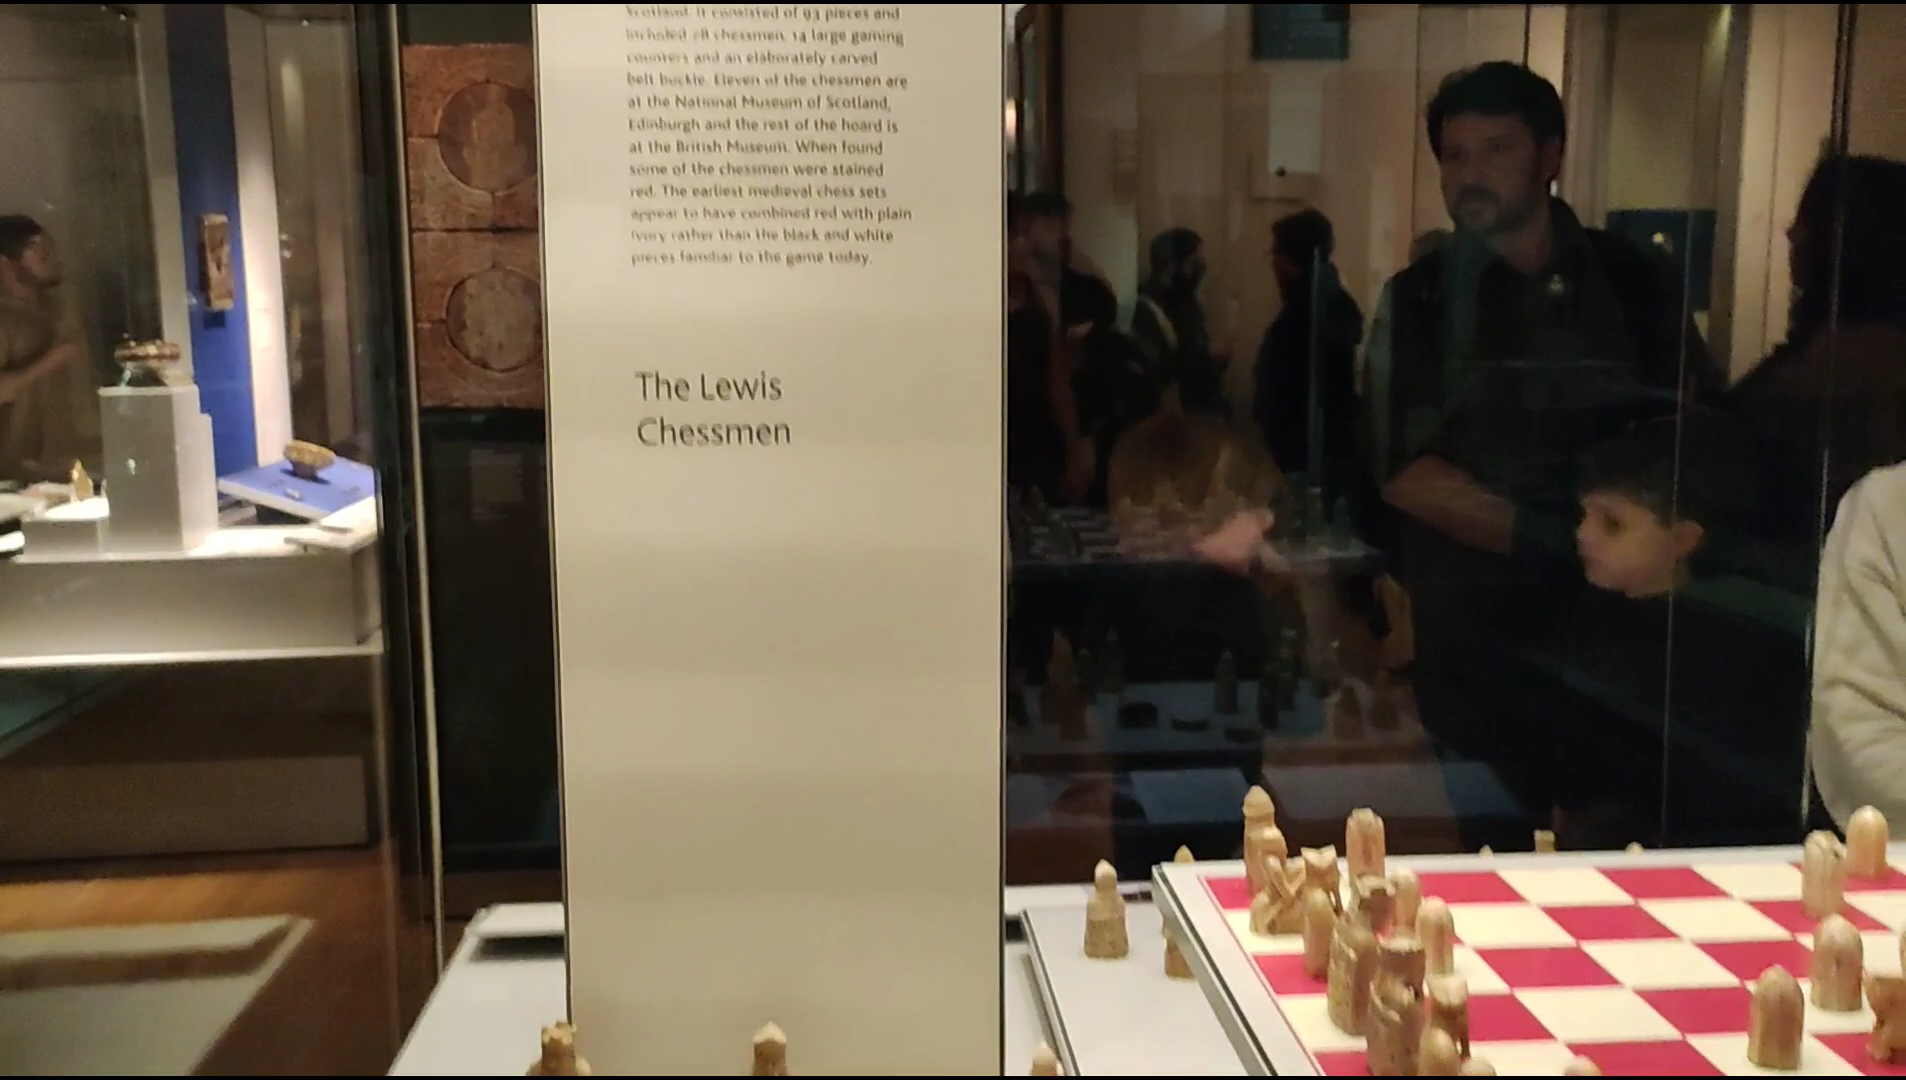 Scotland. It consisted of 93 pieces and
included 78 chessmen, 14 large gaming
counters and an elaborately carved
belt buckle. Eleven of the chessmen are
at the National Museum of Scotland,
Edinburgh and the rest of the hoard is
at the British Museum. When found
some of the chessmen were stained
red. The earliest medieval chess sets
appear to have combined red with plain
ivory rather than the black and white
pieces familiar to the game today.
The Lewis
Chessmen